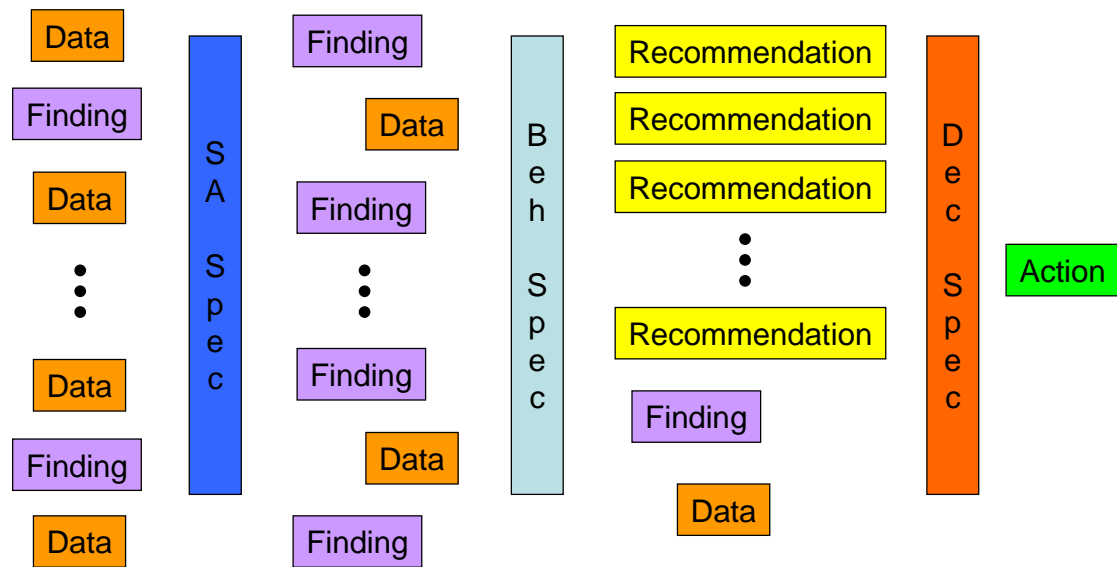 Data
Finding
Data
Data
Finding
Data
SA Spec
Finding
Data
Finding
Finding
Data
Finding
Beh Spec
Recommendation
Recommendation
Recommendation
Recommendation
Finding
Data
Dec Spec
Action